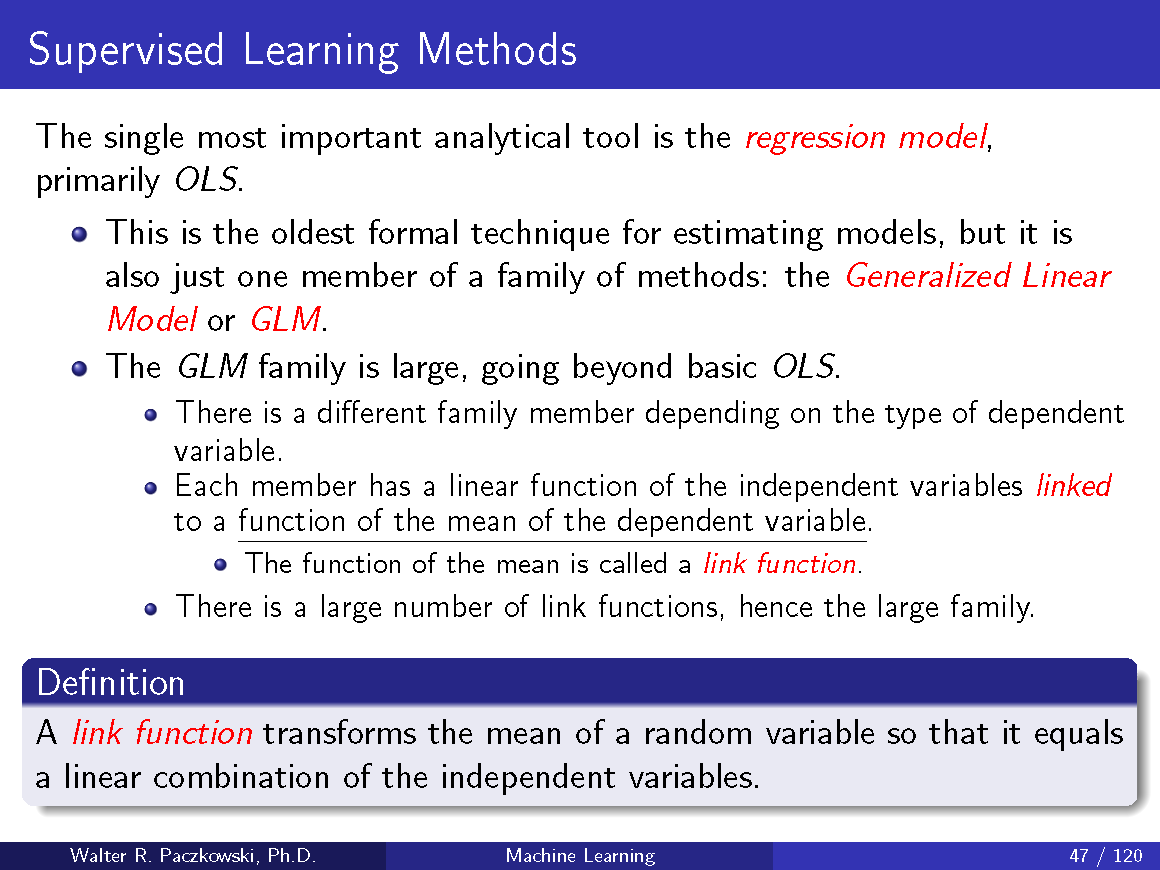 Supervised Learning Methods
The single most important analytical tool is the regression model,
primarily OLS.
This is the oldest formal technique for estimating models, but it is
also just one member of a family of methods: the Generalized Linear
Model or GLM.
The GLM family is large, going beyond basic OLS.
There is a different family member depending on the type of dependent
variable.
Each member has a linear function of the independent variables linked
to a function of the mean of the dependent variable.
The function of the mean is called a link function.
There is a large number of link functions, hence the large family.
Definition
A link function transforms the mean of a random variable so that it equals
a linear combination of the independent variables.
Walter R. Paczkowski, Ph.D. Machine Learning 47 / 120